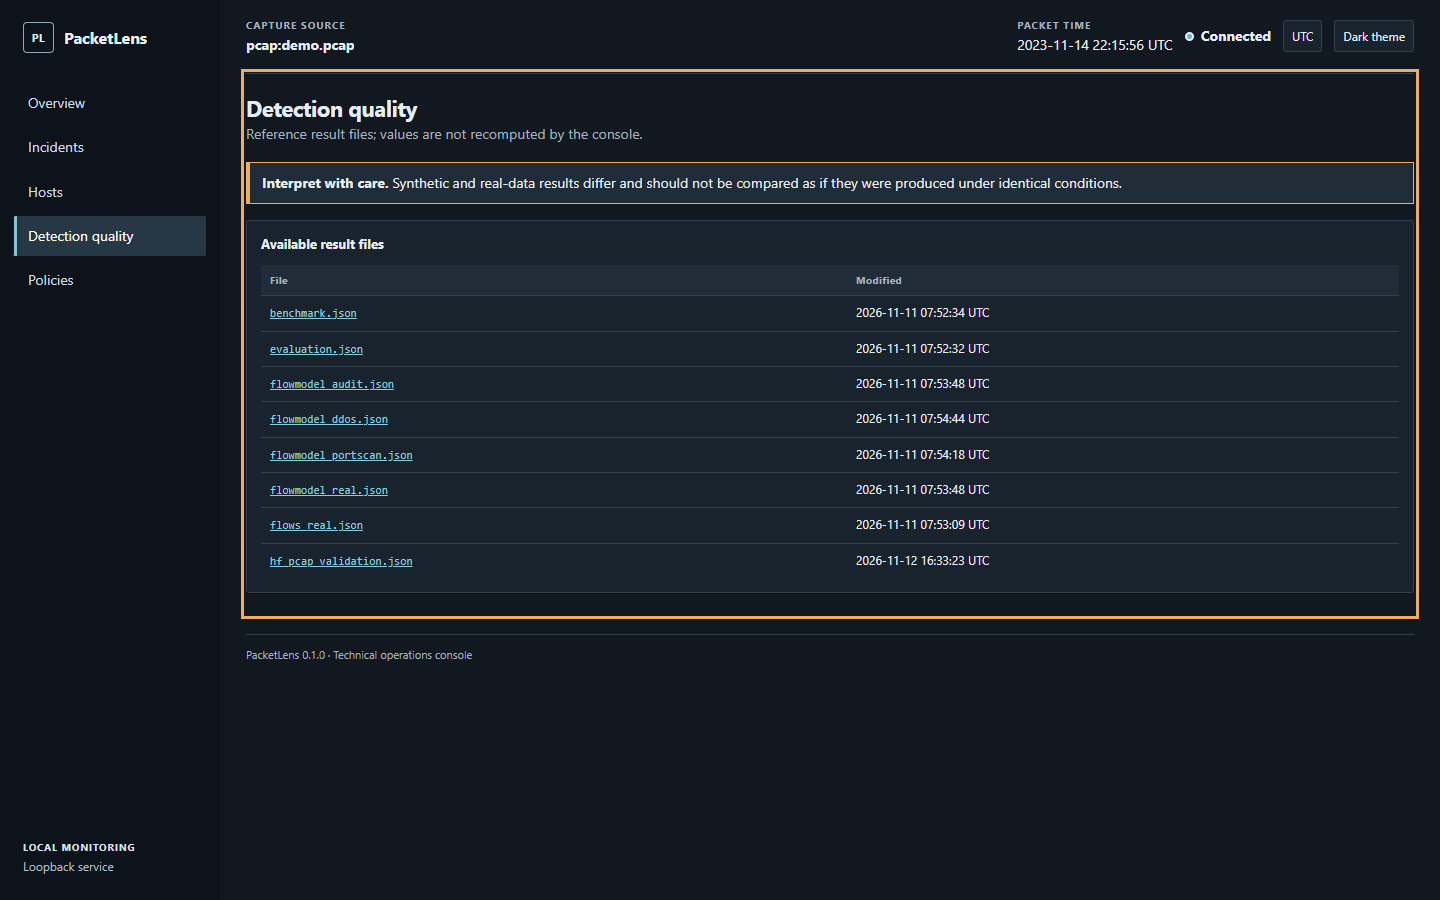 PL PacketLens
CAPTURE SOURCE
pcap:demo.pcap
PACKET TIME
2023-11-14 22:15:56 UTC
Connected
UTC
Dark theme
Overview
Incidents
Hosts
Detection quality
Policies
Detection quality
Reference result files; values are not recomputed by the console.
Interpret with care. Synthetic and real-data results differ and should not be compared as if they were produced under identical conditions.
Available result files
File Modified
benchmark.json 2026-11-11 07:52:34 UTC
evaluation.json 2026-11-11 07:52:32 UTC
flowmodel_audit.json 2026-11-11 07:53:48 UTC
flowmodel_ddos.json 2026-11-11 07:54:44 UTC
flowmodel_portscan.json 2026-11-11 07:54:18 UTC
flowmodel_real.json 2026-11-11 07:53:48 UTC
flows_real.json 2026-11-11 07:53:09 UTC
hf_pcap_validation.json 2026-11-12 16:33:23 UTC
PacketLens 0.1.0 · Technical operations console
LOCAL MONITORING
Loopback service